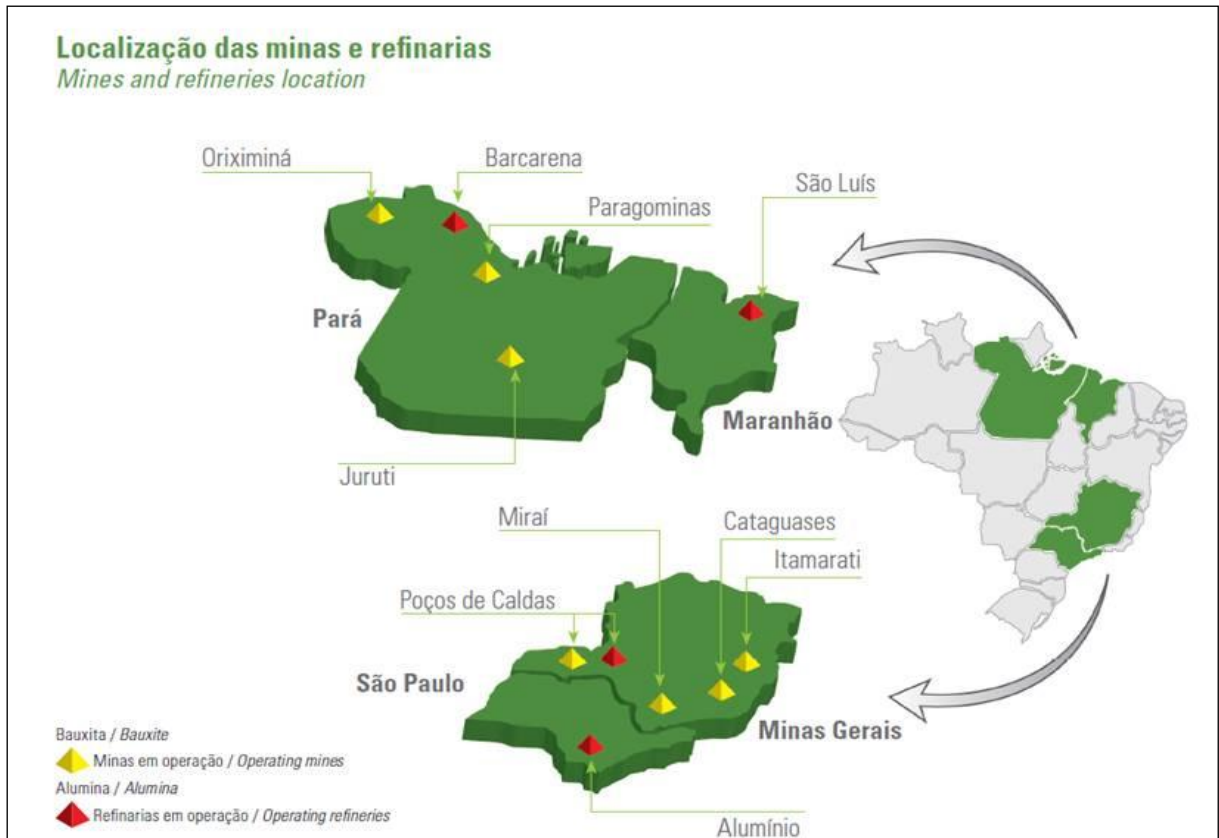 Localização das minas e refinarias
Mines and refineries location
Oriximiná
Barcarena
São Luís
Paragominas
Pará
Maranhão
Juruti
Miraí
Cataguases
Itamarati
Poços de Caldas
São Paulo
Minas Gerais
Bauxita / Bauxite
Minas em operação / Operating mines
Alumina / Alumina
Refinarias em operação / Operating refineries
Alumínio